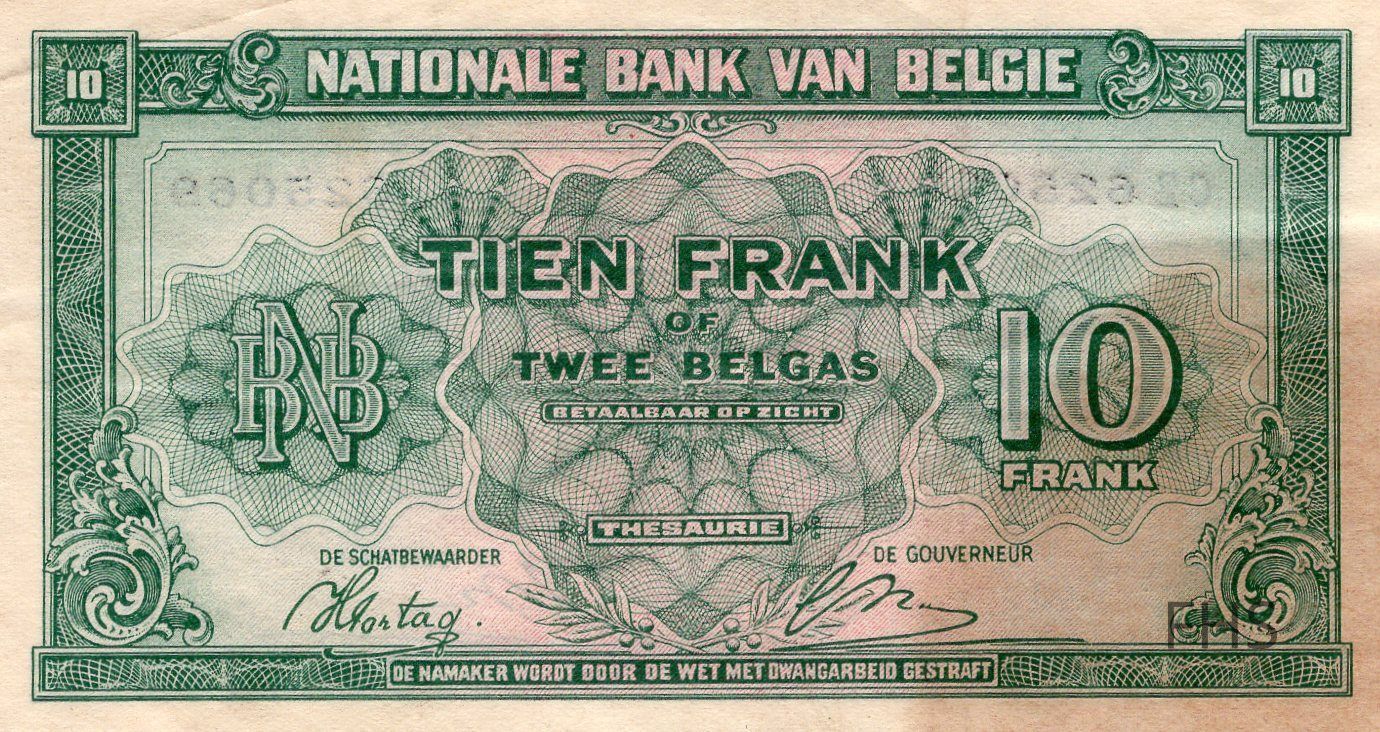 10 NATIONALE BANK VAN BELGIE 10
TIEN FRANK
OF
TWEE BELGAS
BETAALBAAR OP ZICHT
BNB
10
FRANK
THESAURIE
DE SCHATBEWAARDER
DE GOUVERNEUR
FHS
DE NAMAKER WORDT DOOR DE WET MET DWANGARBEID GESTRAFT